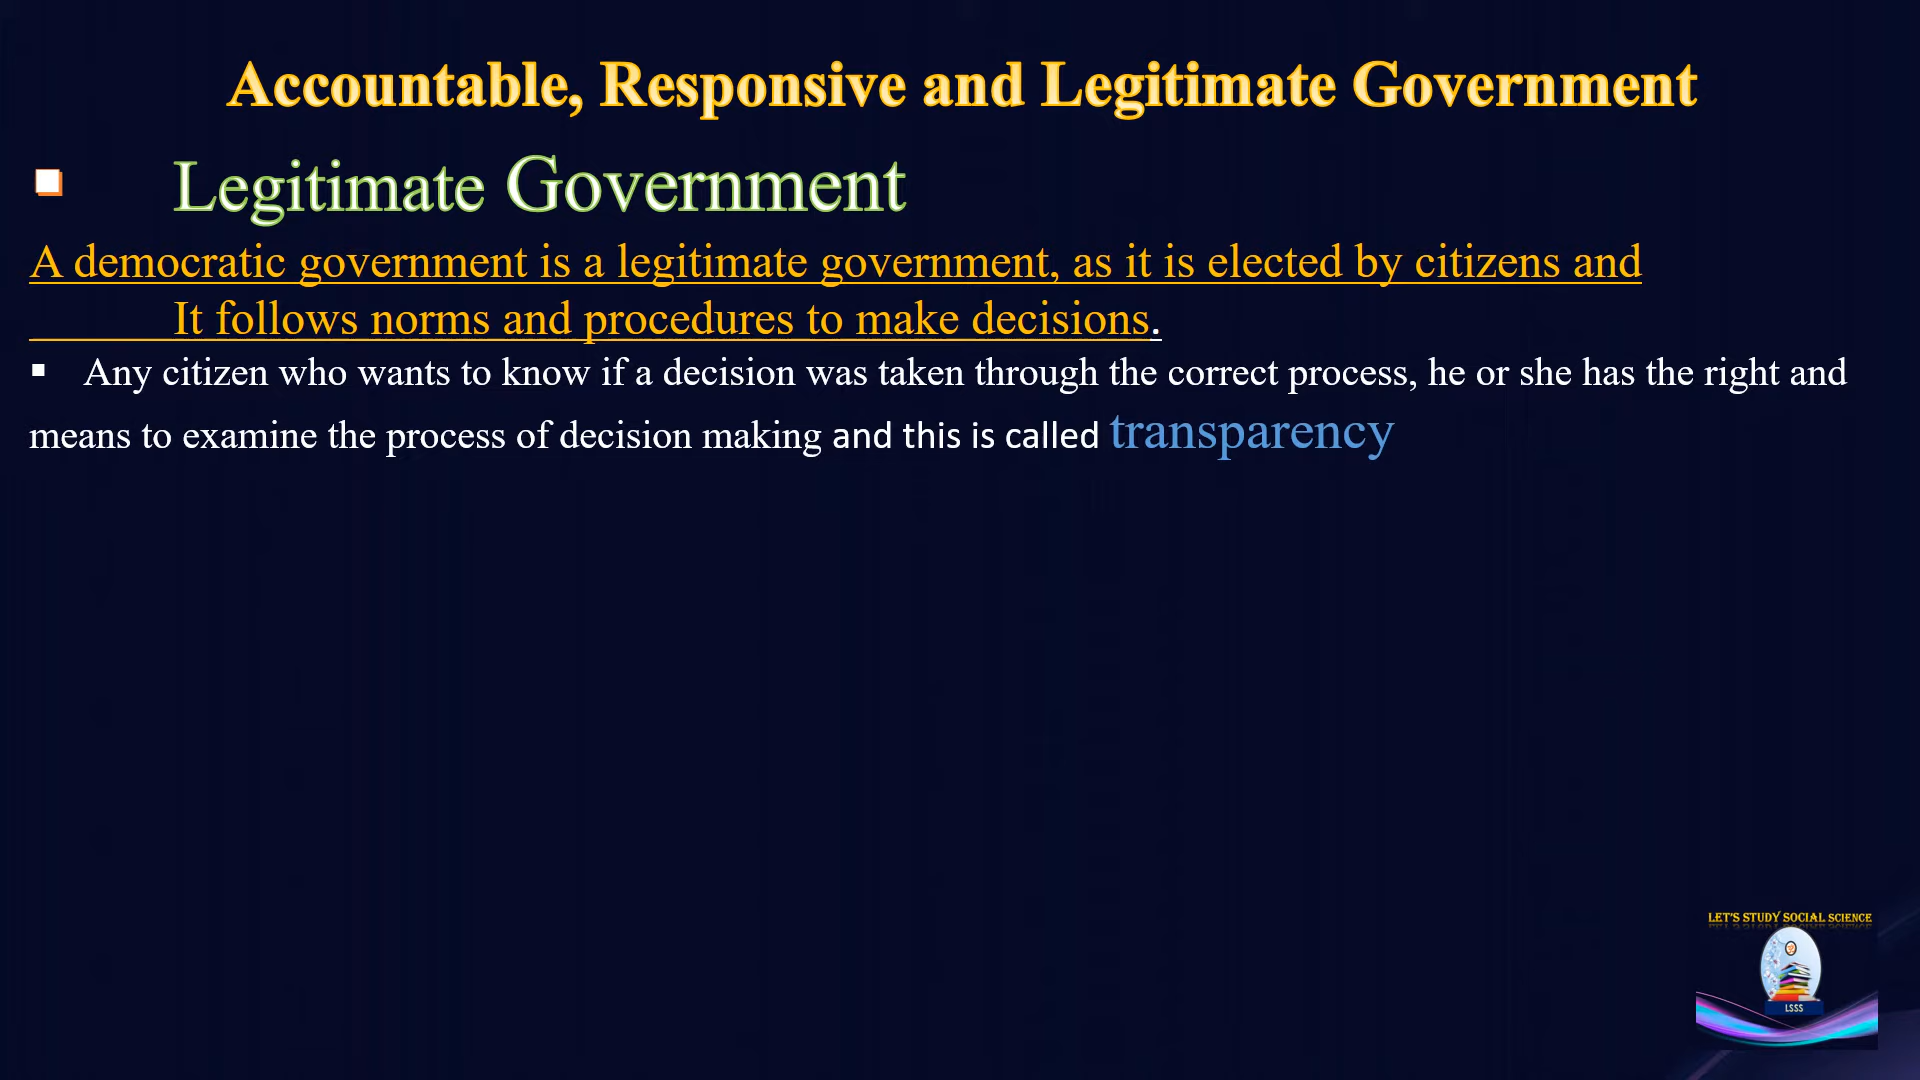 Accountable, Responsive and Legitimate Government
▪ Legitimate Government
A democratic government is a legitimate government, as it is elected by citizens and
It follows norms and procedures to make decisions.
▪ Any citizen who wants to know if a decision was taken through the correct process, he or she has the right and
means to examine the process of decision making and this is called transparency
LET'S STUDY SOCIAL SCIENCE
LSSS